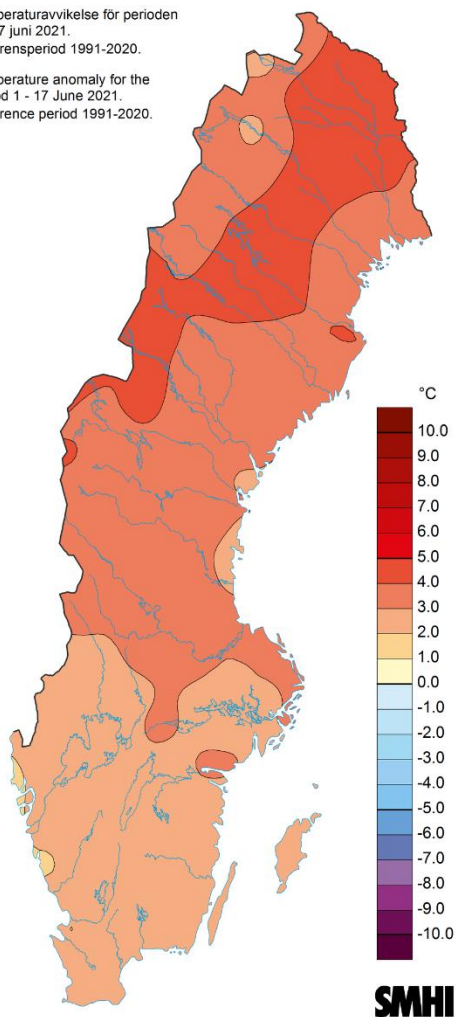 peraturavvikelse för perioden
7 juni 2021.
rensperiod 1991-2020.
perature anomaly for the
od 1 - 17 June 2021.
rence period 1991-2020.
°C
10.0
9.0
8.0
7.0
6.0
5.0
4.0
3.0
2.0
1.0
0.0
-1.0
-2.0
-3.0
-4.0
-5.0
-6.0
-7.0
-8.0
-9.0
-10.0
SMHI